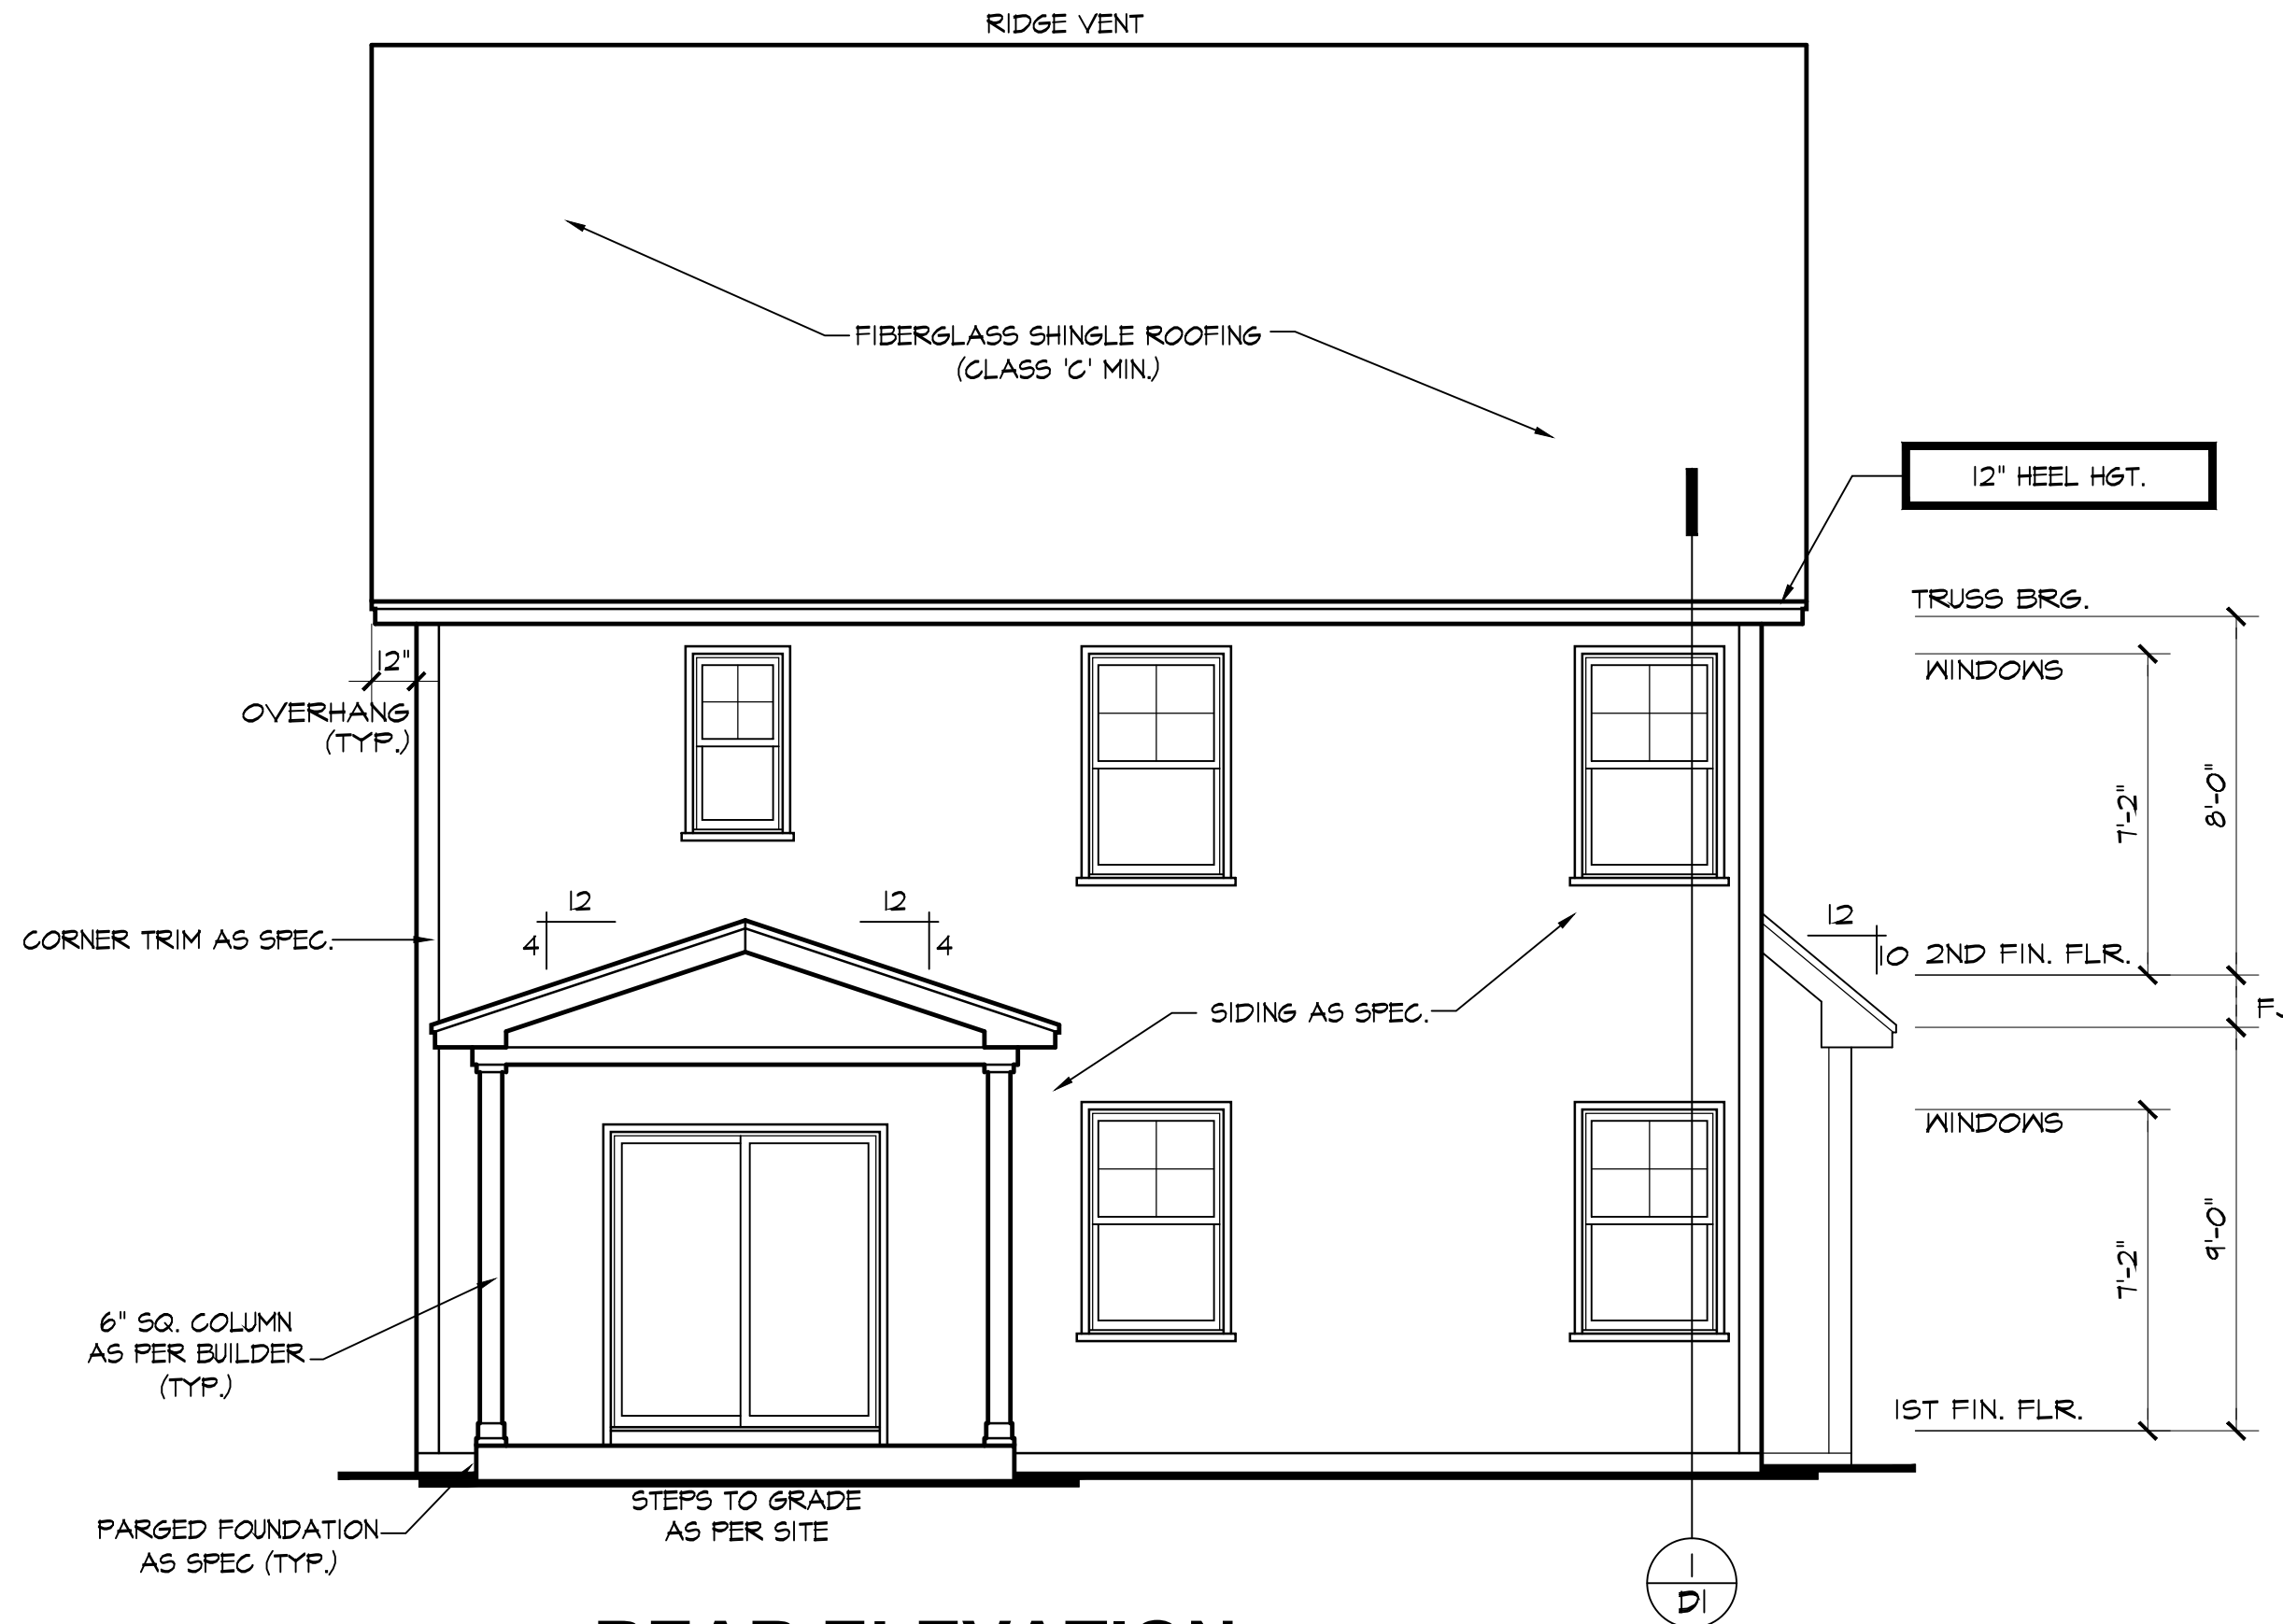 RIDGE VENT
FIBERGLASS SHINGLE ROOFING
(CLASS 'C' MIN.)
12" HEEL HGT.
TRUSS BRG.
WINDOWS
12"
OVERHANG
(TYP.)
7'-2"
8'-0"
12
4
12
4
CORNER TRIM AS SPEC.
12
10
2ND FIN. FLR.
SIDING AS SPEC.
WINDOWS
7'-2"
9'-0"
6" SQ. COLUMN
AS PER BUILDER
(TYP.)
1ST FIN. FLR.
STEPS TO GRADE
AS PER SITE
PARGED FOUNDATION
AS SPEC (TYP.)
1
D1
REAR ELEVATION